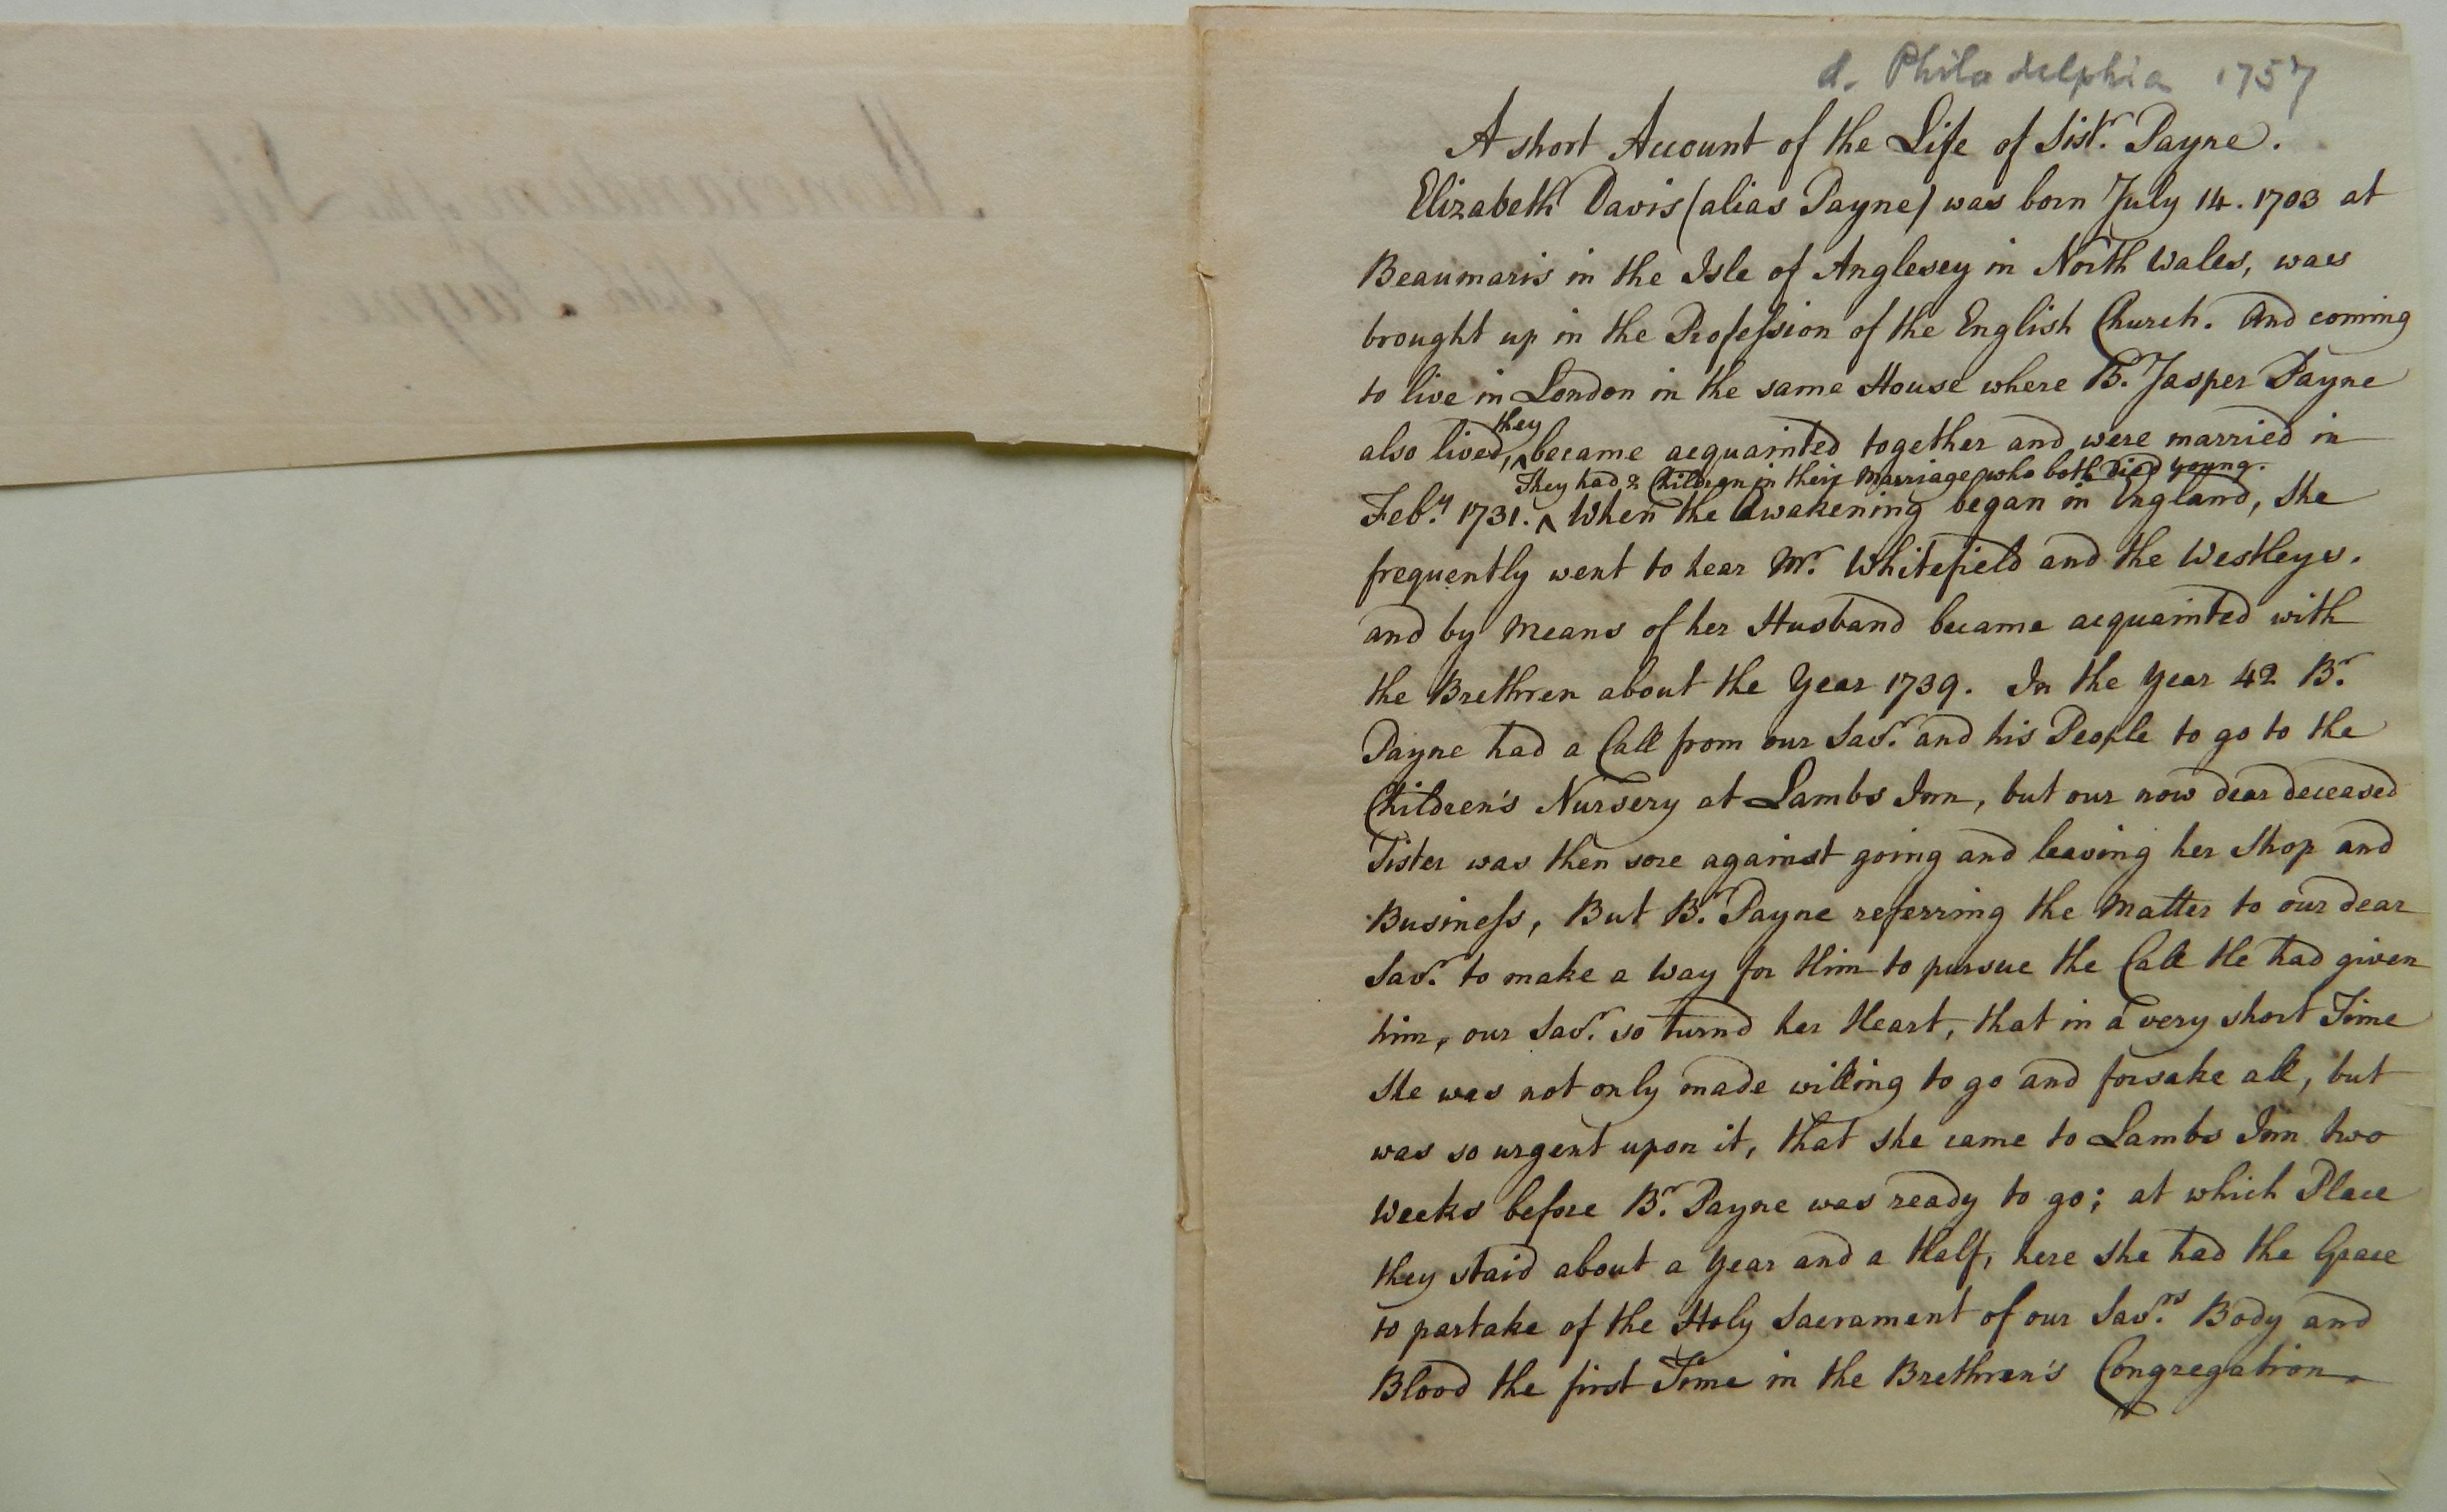 d. Philadelphia 1757
A short Account of the Life of Sistr. Payne.
Elizabeth Davis (alias Payne) was born July 14. 1703 at
Beaumaris in the Isle of Anglesey in North Wales, was
brought up in the Profession of the English Church. And coming
to live in London in the same House where Br. Jasper Payne
they
also lived, ^ became acquainted together and were married in
They had 2 Children in their Marriage who both died young.
Feby. 1731. ^ When the Awakening began in England, She
frequently went to hear Mr. Whitefield and the Westleys.
and by Means of her Husband became acquainted with
the Brethren about the Year 1739. In the Year 42 Br.
Payne had a Call from our Savr. and his People to go to the
Children's Nursery at Lambs Inn, but our now dear deceased
Sister was then sore against going and leaving her Shop and
Business, But Br. Payne referring the Matter to our dear
Savr. to make a Way for Him to pursue the Call He had given
him, our Savr. so turnd her Heart, that in a very short Time
She was not only made willing to go and forsake all, but
was so urgent upon it, that she came to Lambs Inn two
Weeks before Br. Payne was ready to go; at which Place
they staid about a Year and a Half, here she had the Grace
to partake of the Holy Sacrament of our Savrs. Body and
Blood the first Time in the Brethren's Congregation.